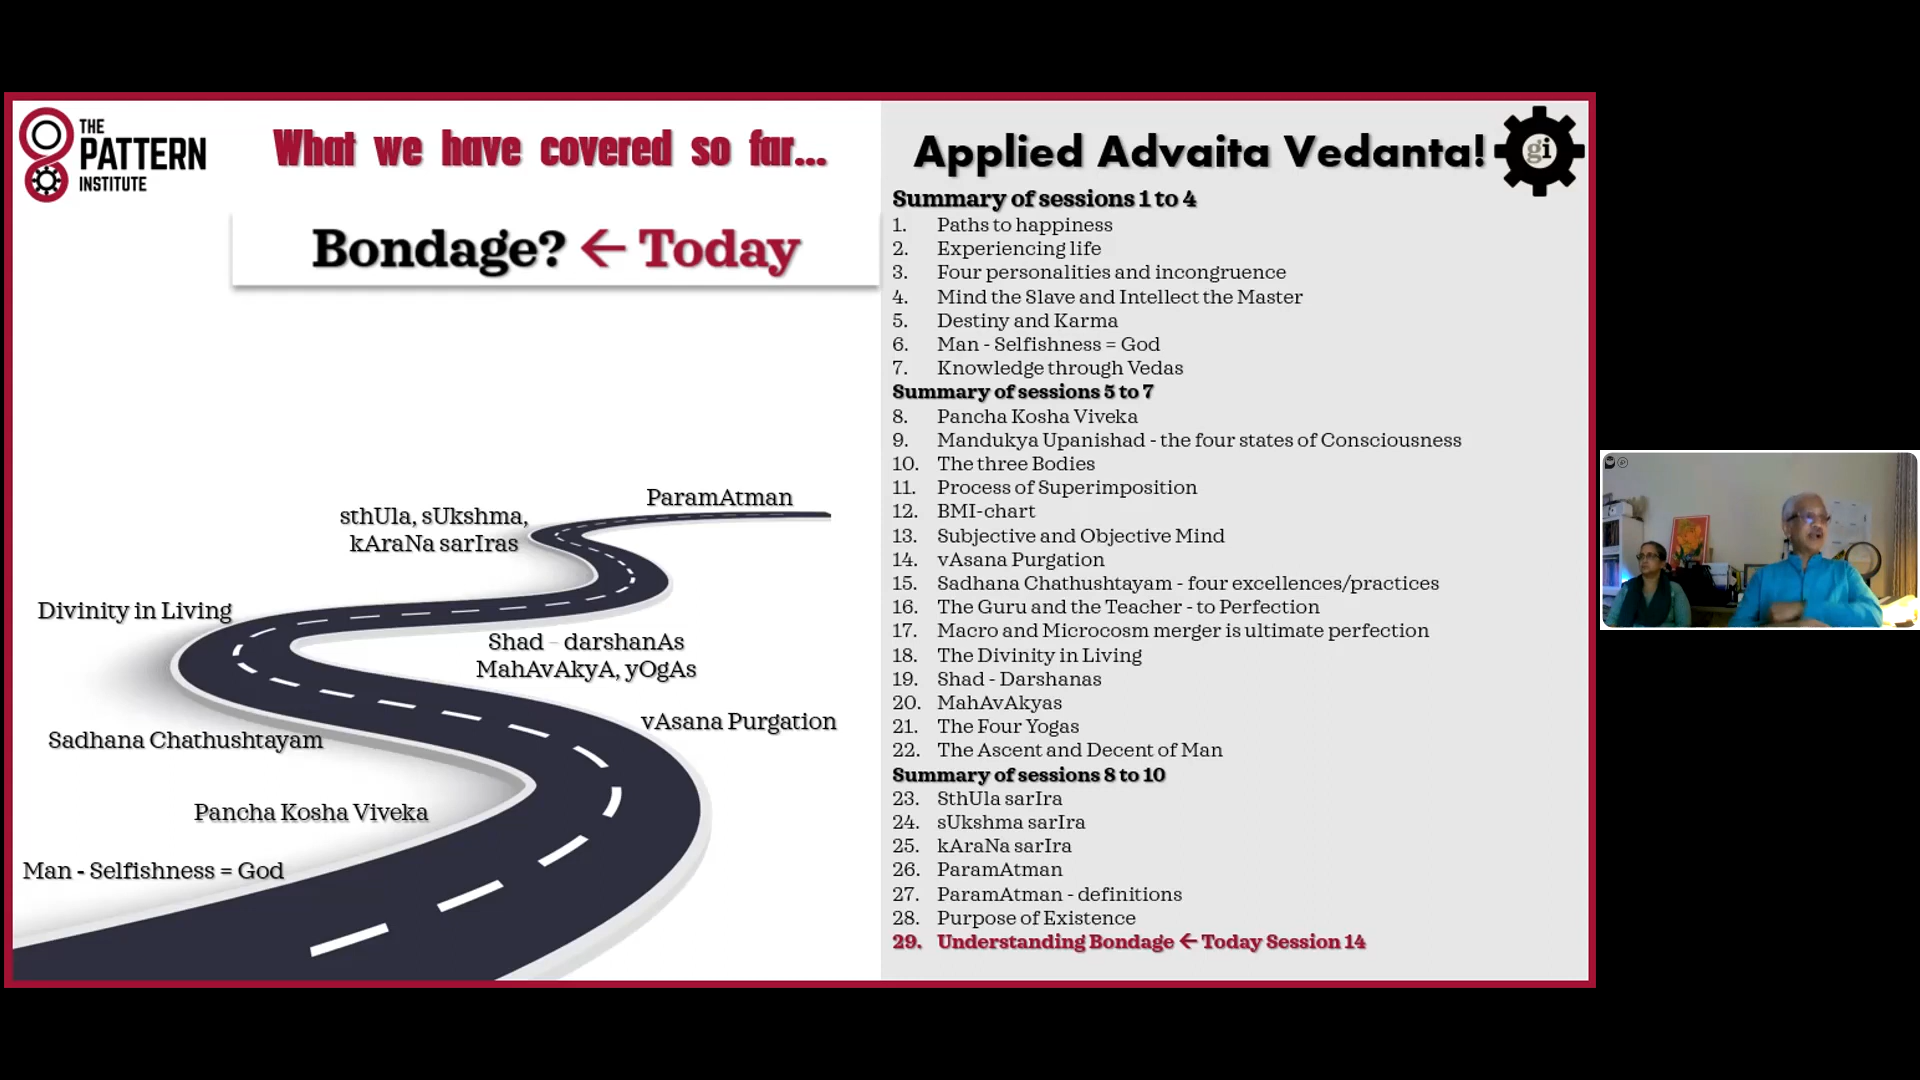 THE
PATTERN
INSTITUTE
What we have covered so far...
Bondage? ← Today
ParamAtman
sthUla, sUkshma,
kAraNa sarIras
Divinity in Living
Shad - darshanAs
MahAvAkyA, yOgAs
vAsana Purgation
Sadhana Chathushtayam
Pancha Kosha Viveka
Man - Selfishness = God
Applied Advaita Vedanta!
gi
Summary of sessions 1 to 4
1. Paths to happiness
2. Experiencing life
3. Four personalities and incongruence
4. Mind the Slave and Intellect the Master
5. Destiny and Karma
6. Man - Selfishness = God
7. Knowledge through Vedas
Summary of sessions 5 to 7
8. Pancha Kosha Viveka
9. Mandukya Upanishad - the four states of Consciousness
10. The three Bodies
11. Process of Superimposition
12. BMI-chart
13. Subjective and Objective Mind
14. vAsana Purgation
15. Sadhana Chathushtayam - four excellences/practices
16. The Guru and the Teacher - to Perfection
17. Macro and Microcosm merger is ultimate perfection
18. The Divinity in Living
19. Shad - Darshanas
20. MahAvAkyas
21. The Four Yogas
22. The Ascent and Decent of Man
Summary of sessions 8 to 10
23. SthUla sarIra
24. sUkshma sarIra
25. kAraNa sarIra
26. ParamAtman
27. ParamAtman - definitions
28. Purpose of Existence
29. Understanding Bondage ← Today Session 14